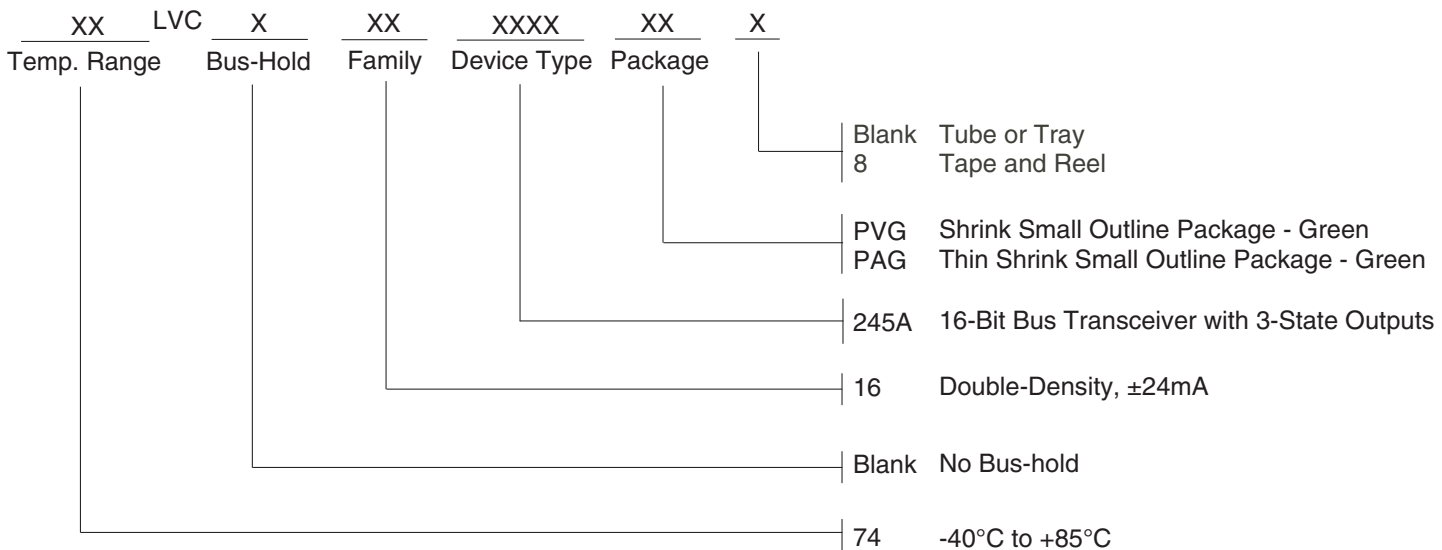 XX LVC X XX XXXX XX X
Temp. Range Bus-Hold Family Device Type Package
Blank Tube or Tray
8 Tape and Reel
PVG Shrink Small Outline Package - Green
PAG Thin Shrink Small Outline Package - Green
245A 16-Bit Bus Transceiver with 3-State Outputs
16 Double-Density, ±24mA
Blank No Bus-hold
74 -40°C to +85°C